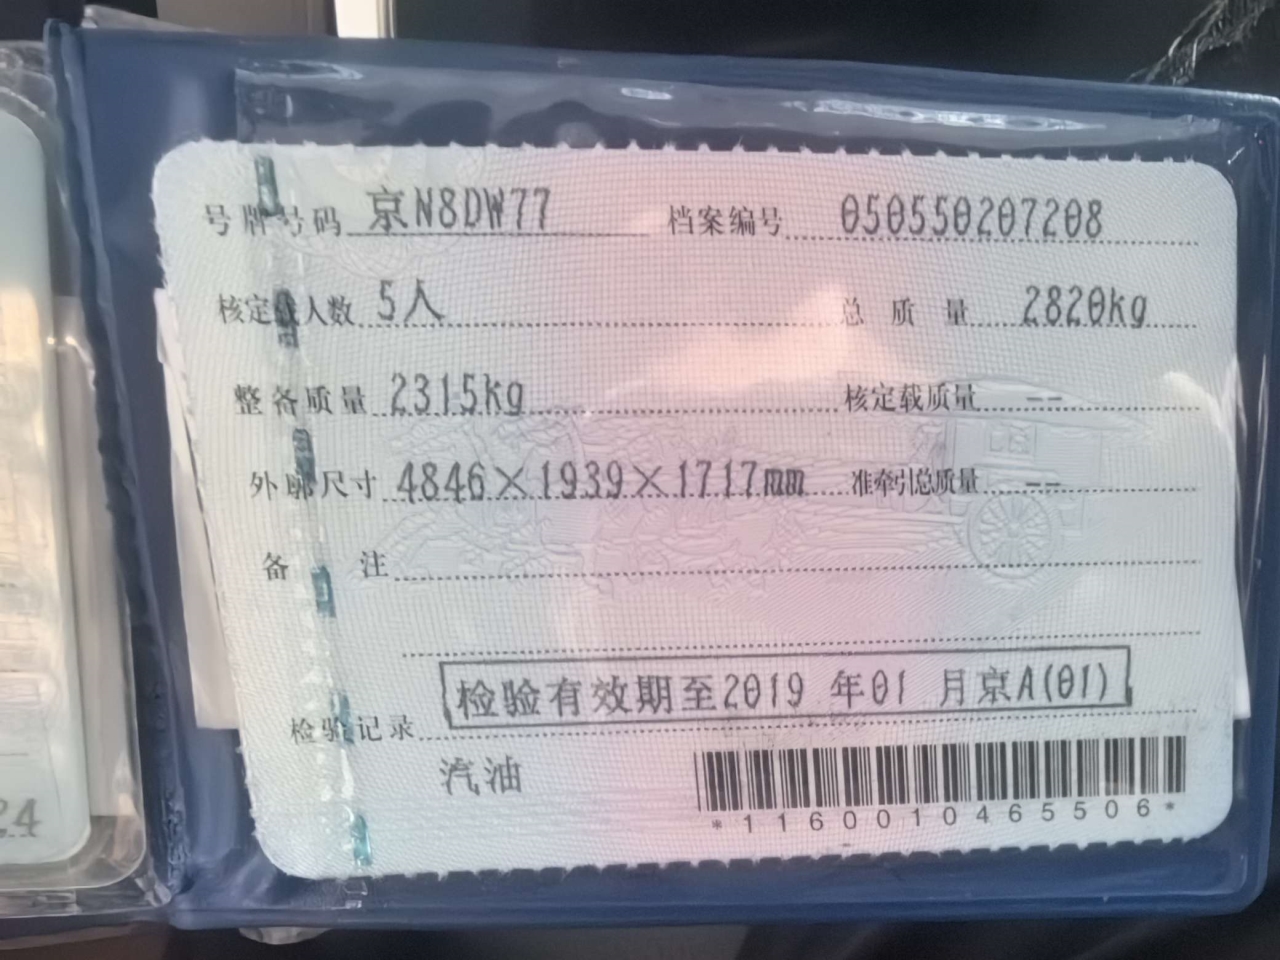 号牌号码 京N8DW77 档案编号 050550207208
核定载人数 5人 总质量 2820kg
整备质量 2315kg 核定载质量 --
外廓尺寸 4846×1939×1717mm 准牵引总质量 --
备注
检验有效期至2019 年01 月京A(01)
检验记录
汽油
*1160010465506*
24